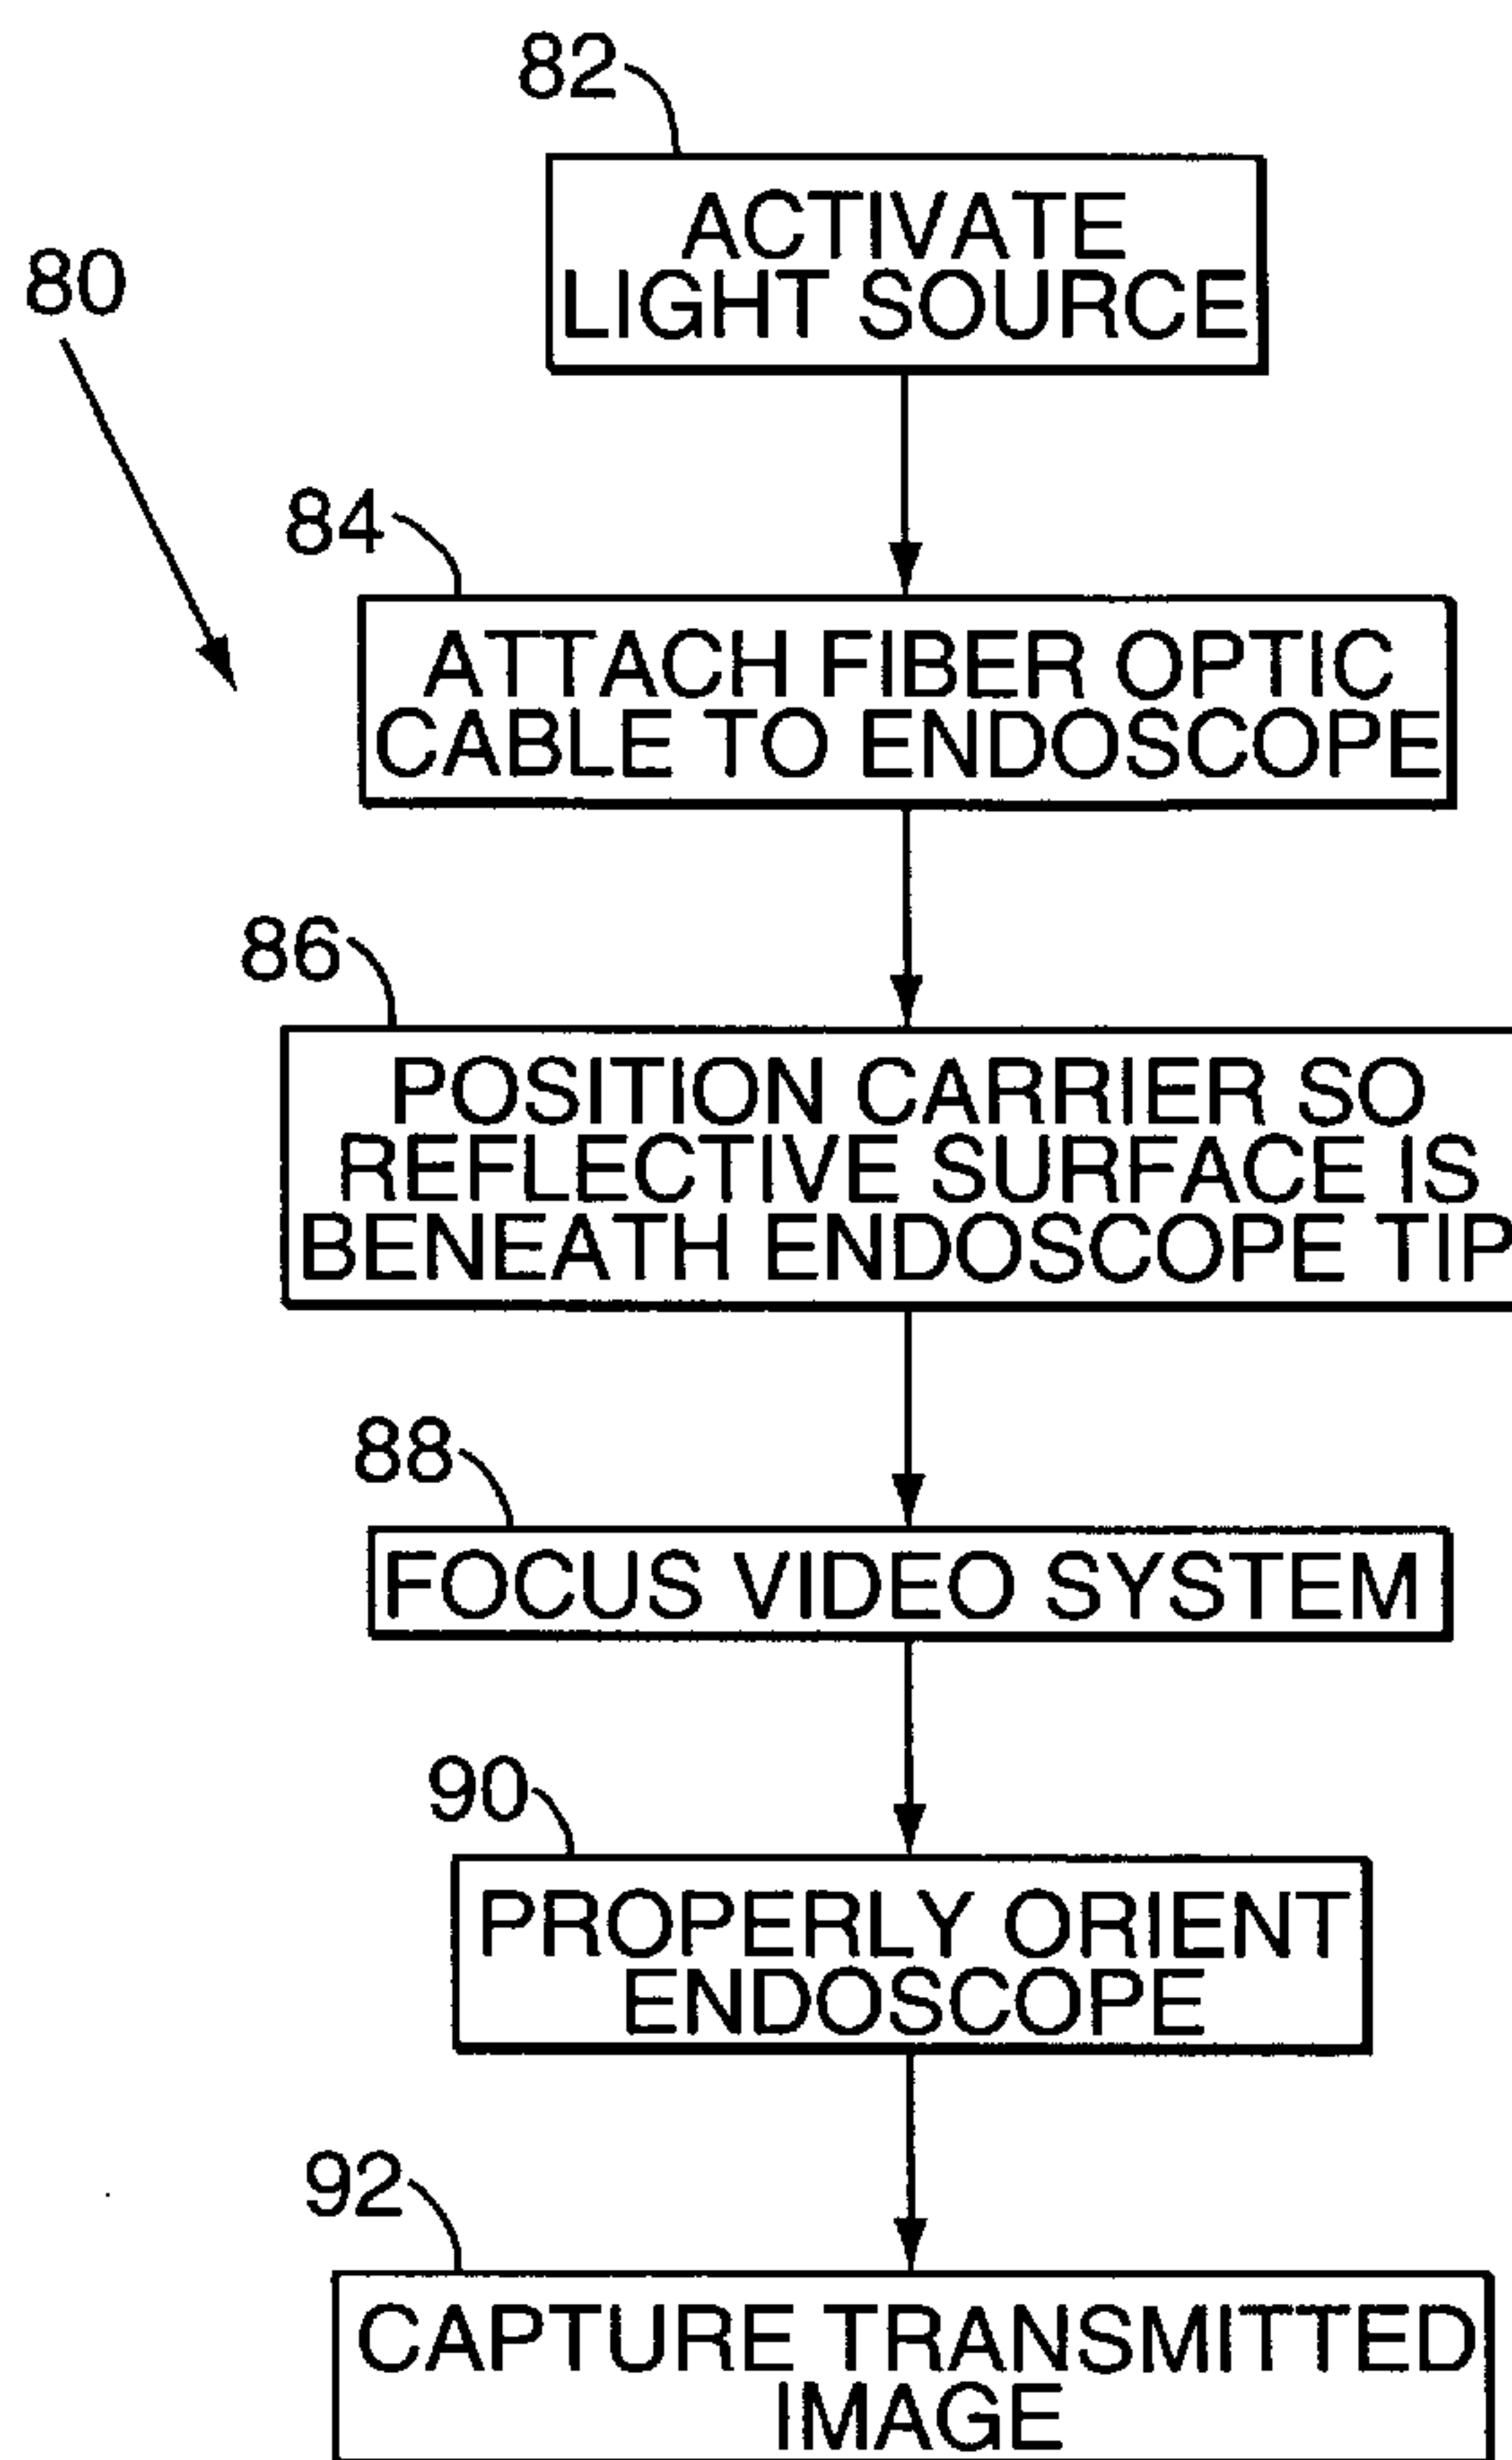 82
ACTIVATE
LIGHT SOURCE
80
84
ATTACH FIBER OPTIC
CABLE TO ENDOSCOPE
86
POSITION CARRIER SO
REFLECTIVE SURFACE IS
BENEATH ENDOSCOPE TIP
88
FOCUS VIDEO SYSTEM
90
PROPERLY ORIENT
ENDOSCOPE
92
CAPTURE TRANSMITTED
IMAGE